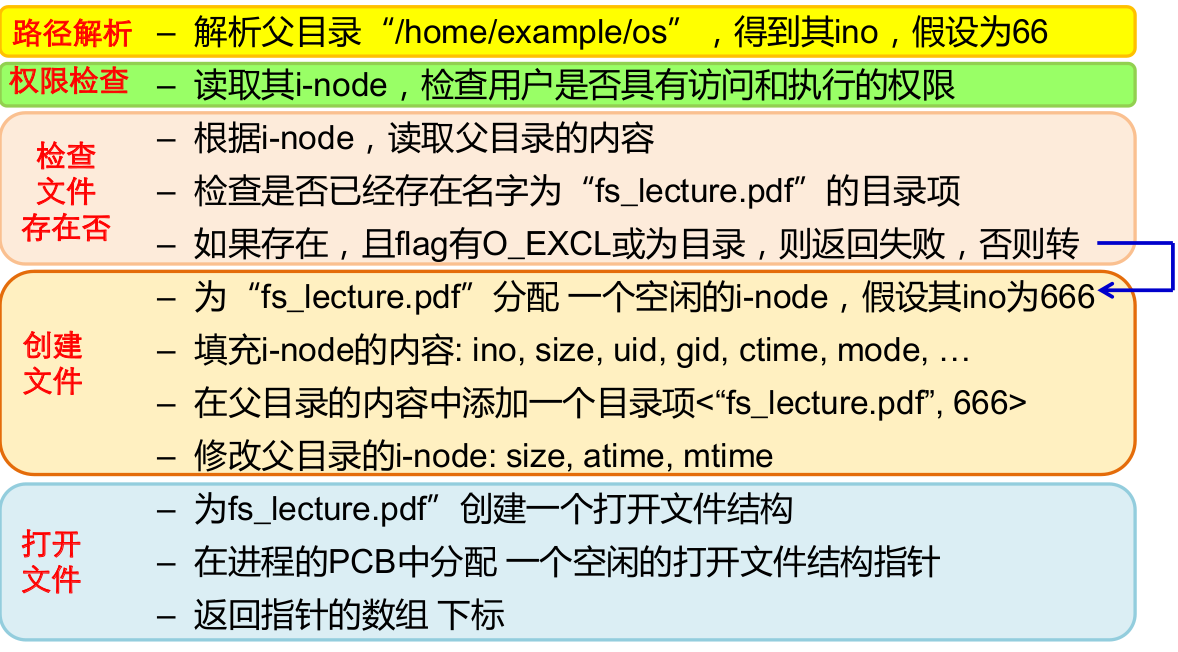 路径解析 – 解析父目录“/home/example/os”，得到其ino，假设为66
权限检查 – 读取其i-node，检查用户是否具有访问和执行的权限
检查
文件
存在否
– 根据i-node，读取父目录的内容
– 检查是否已经存在名字为“fs_lecture.pdf”的目录项
– 如果存在，且flag有O_EXCL或为目录，则返回失败，否则转
创建
文件
– 为“fs_lecture.pdf”分配 一个空闲的i-node，假设其ino为666
– 填充i-node的内容: ino, size, uid, gid, ctime, mode, …
– 在父目录的内容中添加一个目录项<“fs_lecture.pdf”, 666>
– 修改父目录的i-node: size, atime, mtime
打开
文件
– 为fs_lecture.pdf”创建一个打开文件结构
– 在进程的PCB中分配 一个空闲的打开文件结构指针
– 返回指针的数组 下标